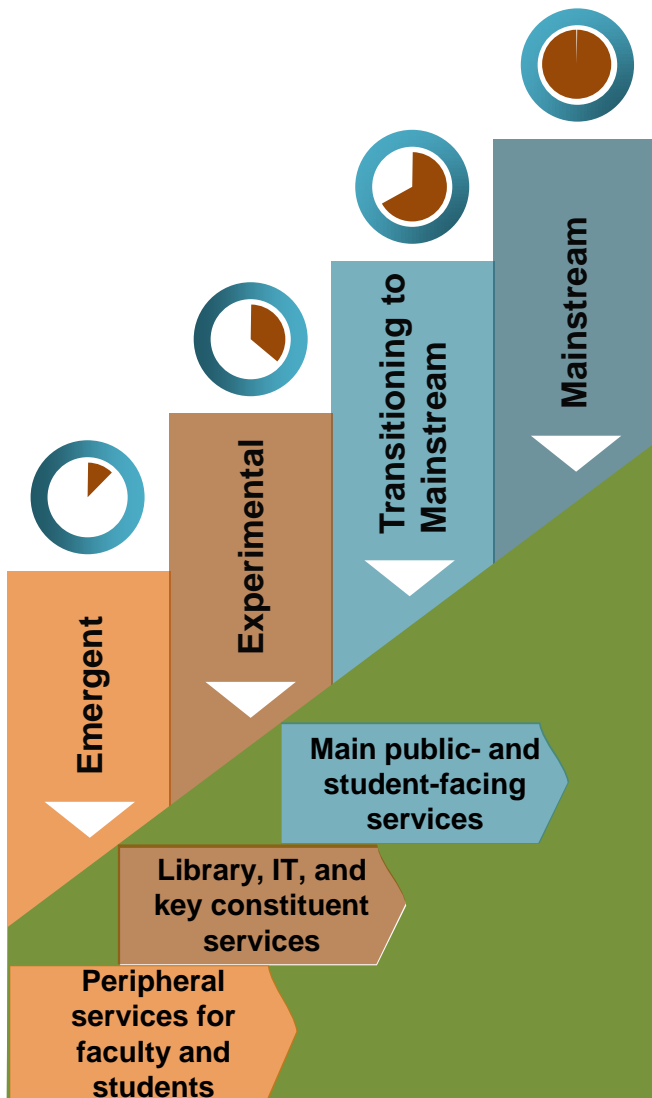 Emergent
Experimental
Transitioning to
Mainstream
Mainstream
Main public- and
student-facing
services
Library, IT, and
key constituent
services
Peripheral
services for
faculty and
students